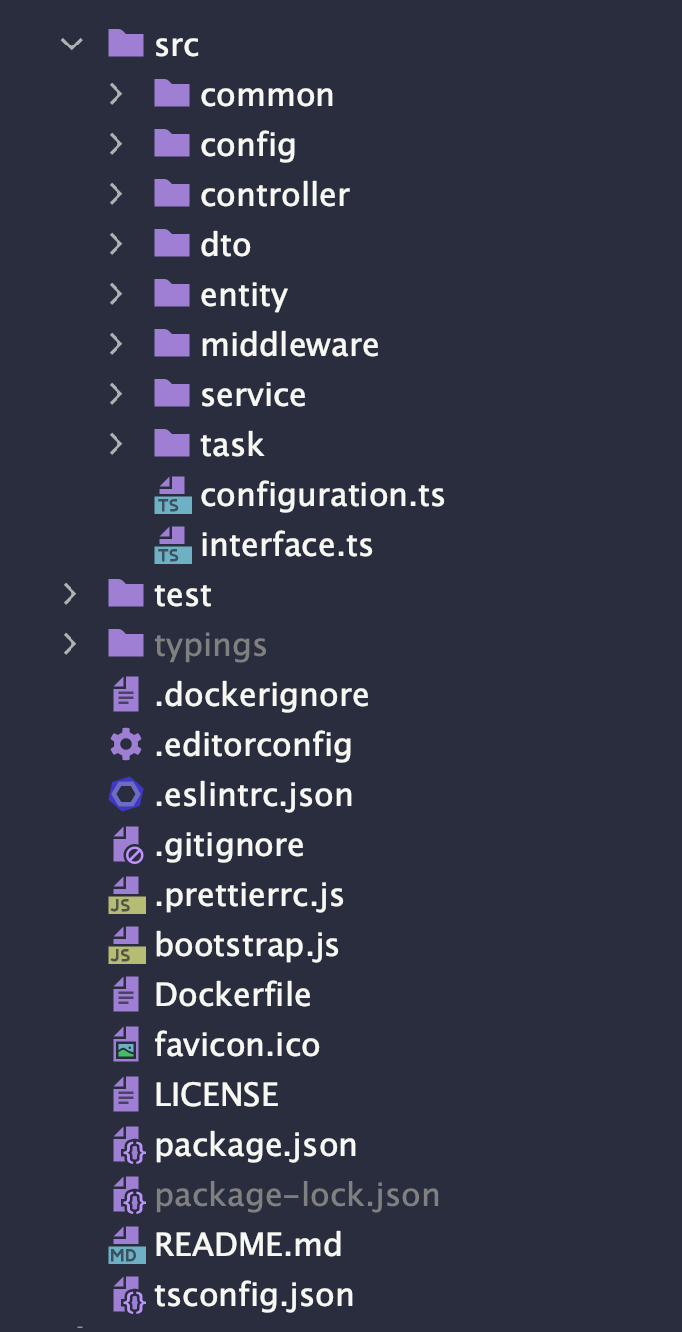 src
common
config
controller
dto
entity
middleware
service
task
TS configuration.ts
TS interface.ts
test
typings
.dockerignore
.editorconfig
.eslintrc.json
.gitignore
JS .prettierrc.js
JS bootstrap.js
Dockerfile
favicon.ico
LICENSE
{} package.json
{} package-lock.json
MD README.md
{} tsconfig.json